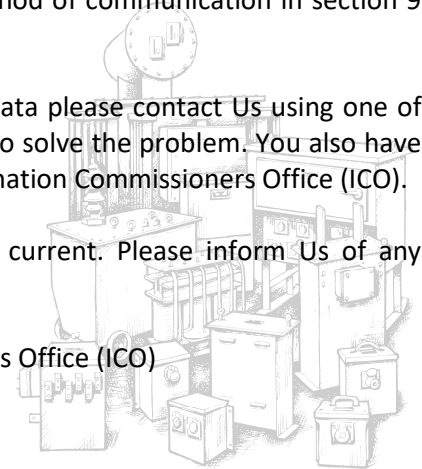 hod of communication in section 9
ata please contact Us using one of
o solve the problem. You also have
nation Commissioners Office (ICO).
current. Please inform Us of any
s Office (ICO)